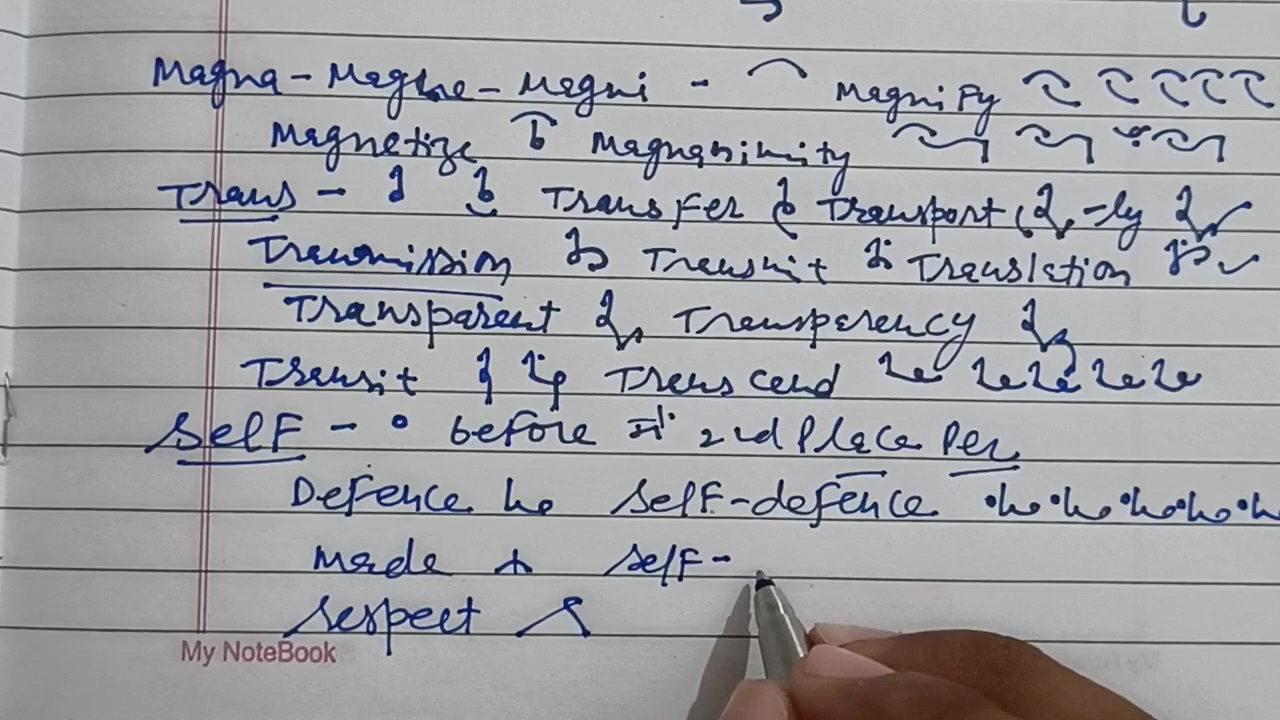 Magna - Magne - Magni - Magnify
Magnetize Magnanimity
Trans - Transfer Transport, -ly
Transmission Transmit Translation
Transparent Transparency
Transit Transcend
Self - o before में 2nd Place Per
Defence Self-defence
Made Self-
respect
My NoteBook